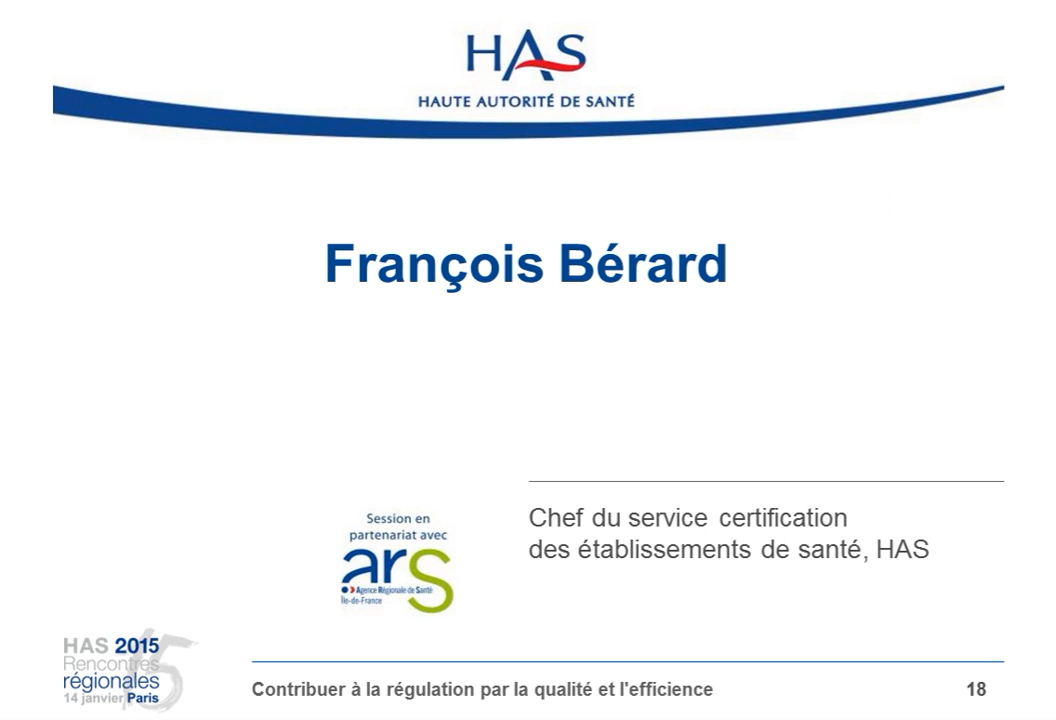 HAS
HAUTE AUTORITÉ DE SANTÉ
François Bérard
Chef du service certification
des établissements de santé, HAS
Session en
partenariat avec
ars
Agence Régionale de Santé
Île-de-France
HAS 2015
Rencontres
régionales
14 janvier Paris
15
Contribuer à la régulation par la qualité et l'efficience
18